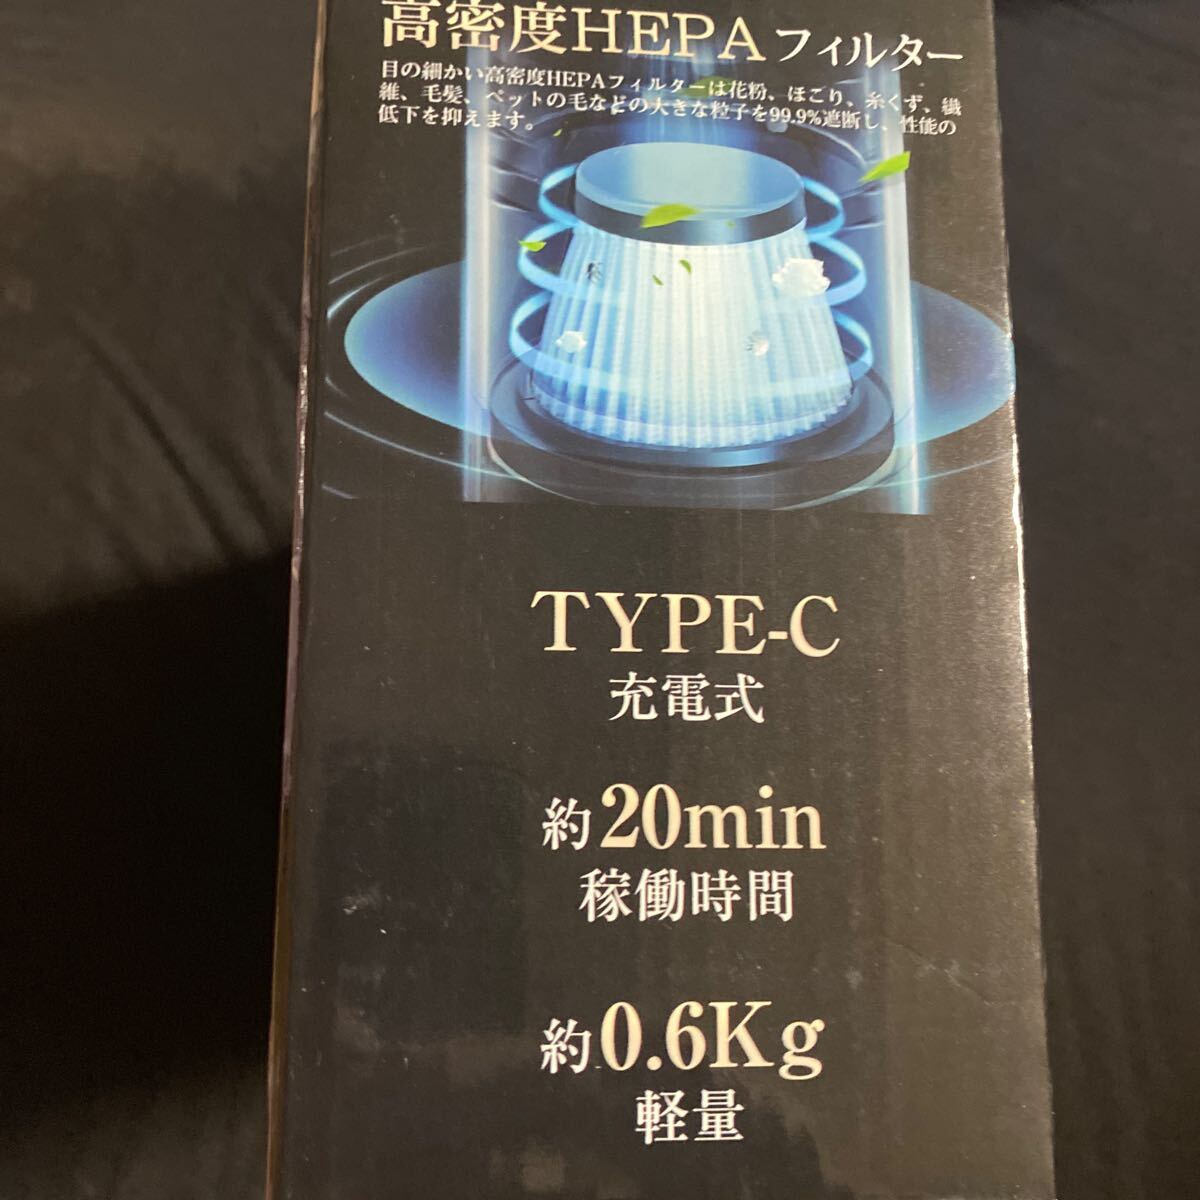 高密度HEPAフィルター
目の細かい高密度HEPAフィルターは花粉、ほこり、糸くず、繊
維、毛髪、ペットの毛などの大きな粒子を99.9%遮断し、性能の
低下を抑えます。
TYPE-C
充電式
約20min
稼働時間
約0.6Kg
軽量